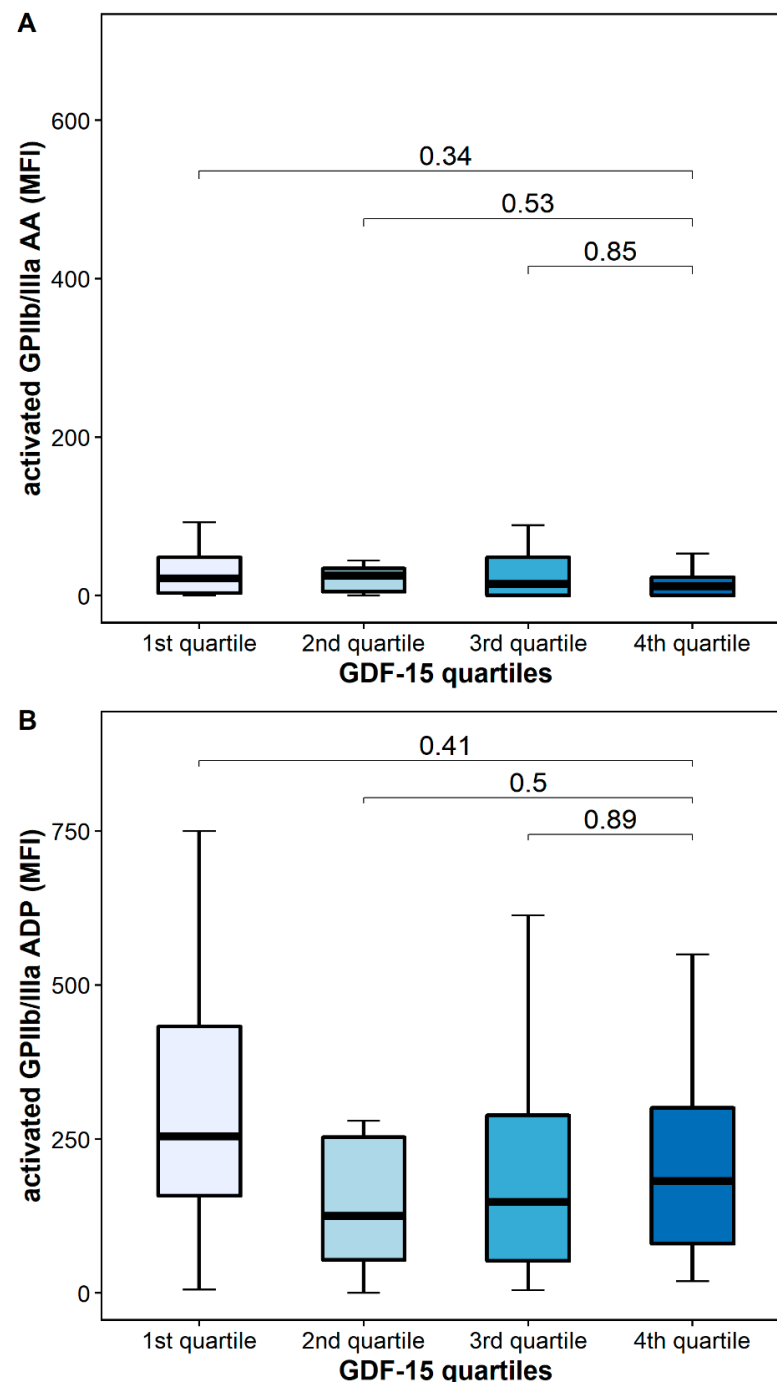 A
activated GPIIb/IIIa AA (MFI)
600
400
200
0
0.34
0.53
0.85
1st quartile 2nd quartile 3rd quartile 4th quartile
GDF-15 quartiles
B
activated GPIIb/IIIa ADP (MFI)
750
500
250
0
0.41
0.5
0.89
1st quartile 2nd quartile 3rd quartile 4th quartile
GDF-15 quartiles